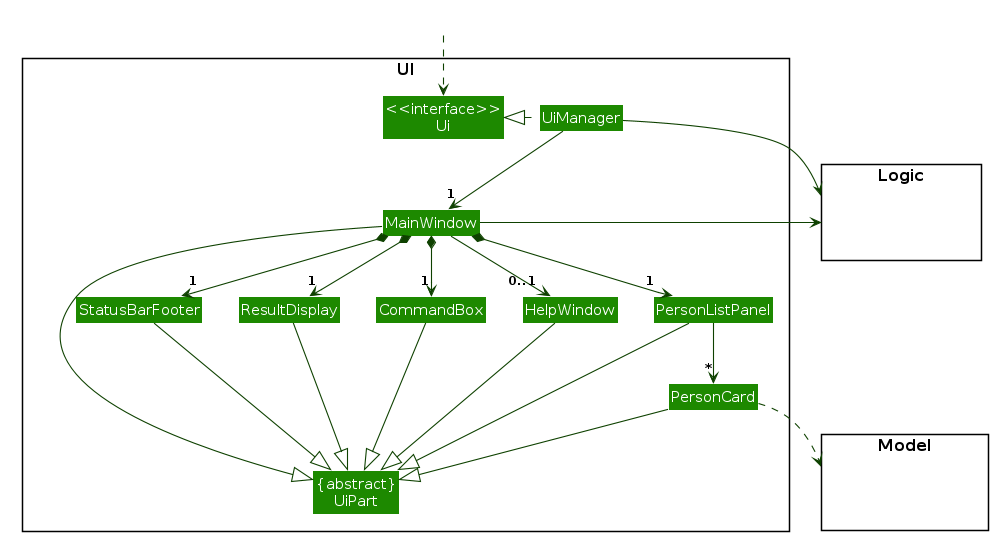 UI
<<interface>>
Ui
UiManager
Logic
1
MainWindow
1
1
1
0..1
1
StatusBarFooter
ResultDisplay
CommandBox
HelpWindow
PersonListPanel
*
PersonCard
Model
{abstract}
UiPart